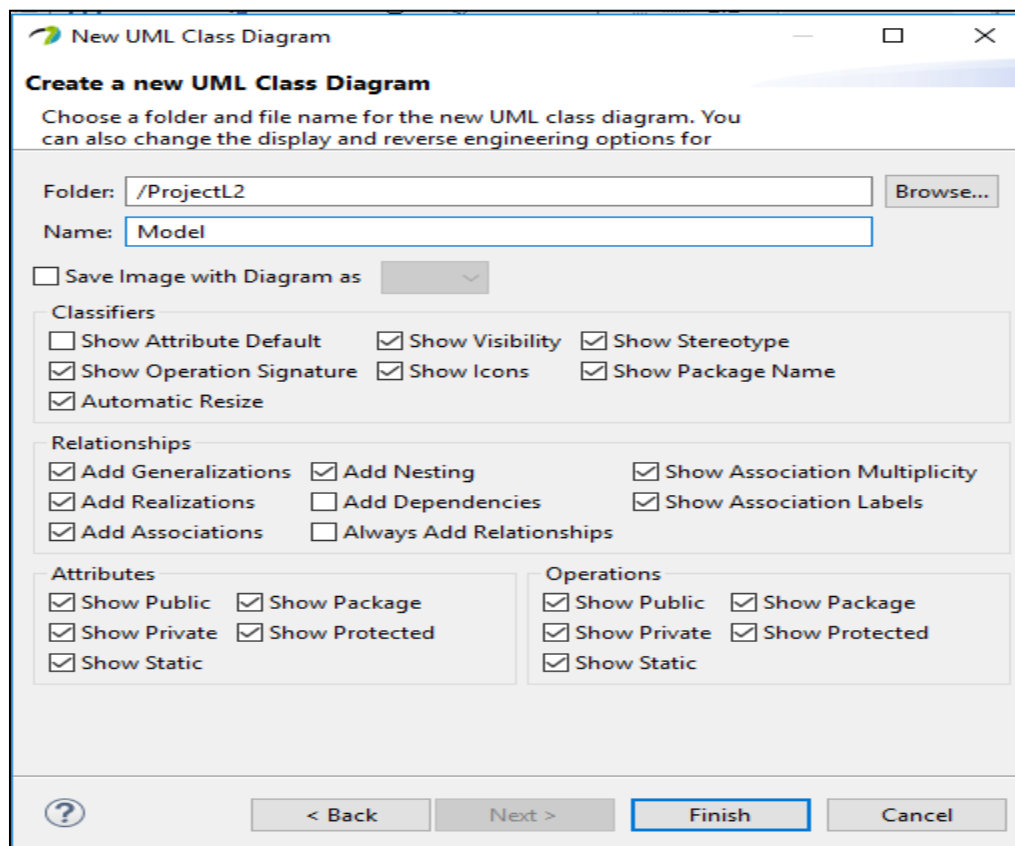 New UML Class Diagram
Create a new UML Class Diagram
Choose a folder and file name for the new UML class diagram. You
can also change the display and reverse engineering options for
Folder: /ProjectL2 Browse...
Name: Model
Save Image with Diagram as
Classifiers
Show Attribute Default Show Visibility Show Stereotype
Show Operation Signature Show Icons Show Package Name
Automatic Resize
Relationships
Add Generalizations Add Nesting Show Association Multiplicity
Add Realizations Add Dependencies Show Association Labels
Add Associations Always Add Relationships
Attributes Operations
Show Public Show Package Show Public Show Package
Show Private Show Protected Show Private Show Protected
Show Static Show Static
? < Back Next > Finish Cancel